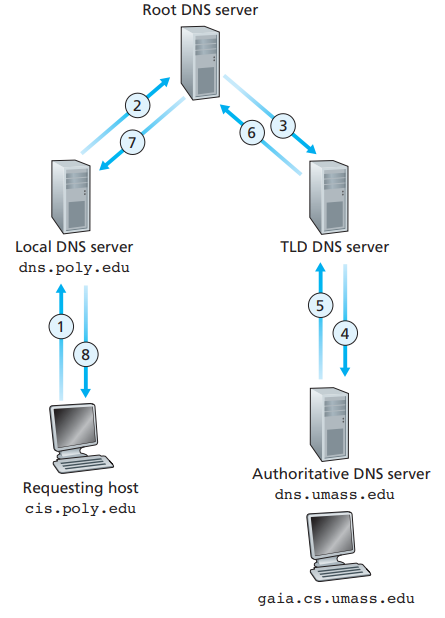 Root DNS server
2
7
6
3
Local DNS server
dns.poly.edu
TLD DNS server
1
8
5
4
Requesting host
cis.poly.edu
Authoritative DNS server
dns.umass.edu
gaia.cs.umass.edu